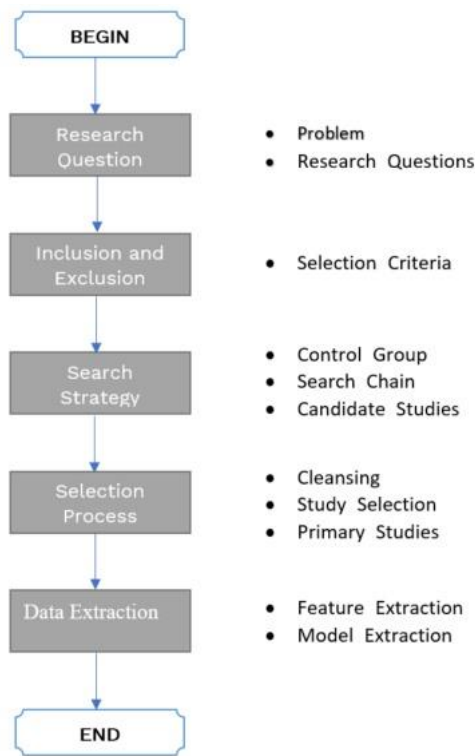 BEGIN
Research
Question
• Problem
• Research Questions
Inclusion and
Exclusion
• Selection Criteria
Search
Strategy
• Control Group
• Search Chain
• Candidate Studies
Selection
Process
• Cleansing
• Study Selection
• Primary Studies
Data Extraction
• Feature Extraction
• Model Extraction
END